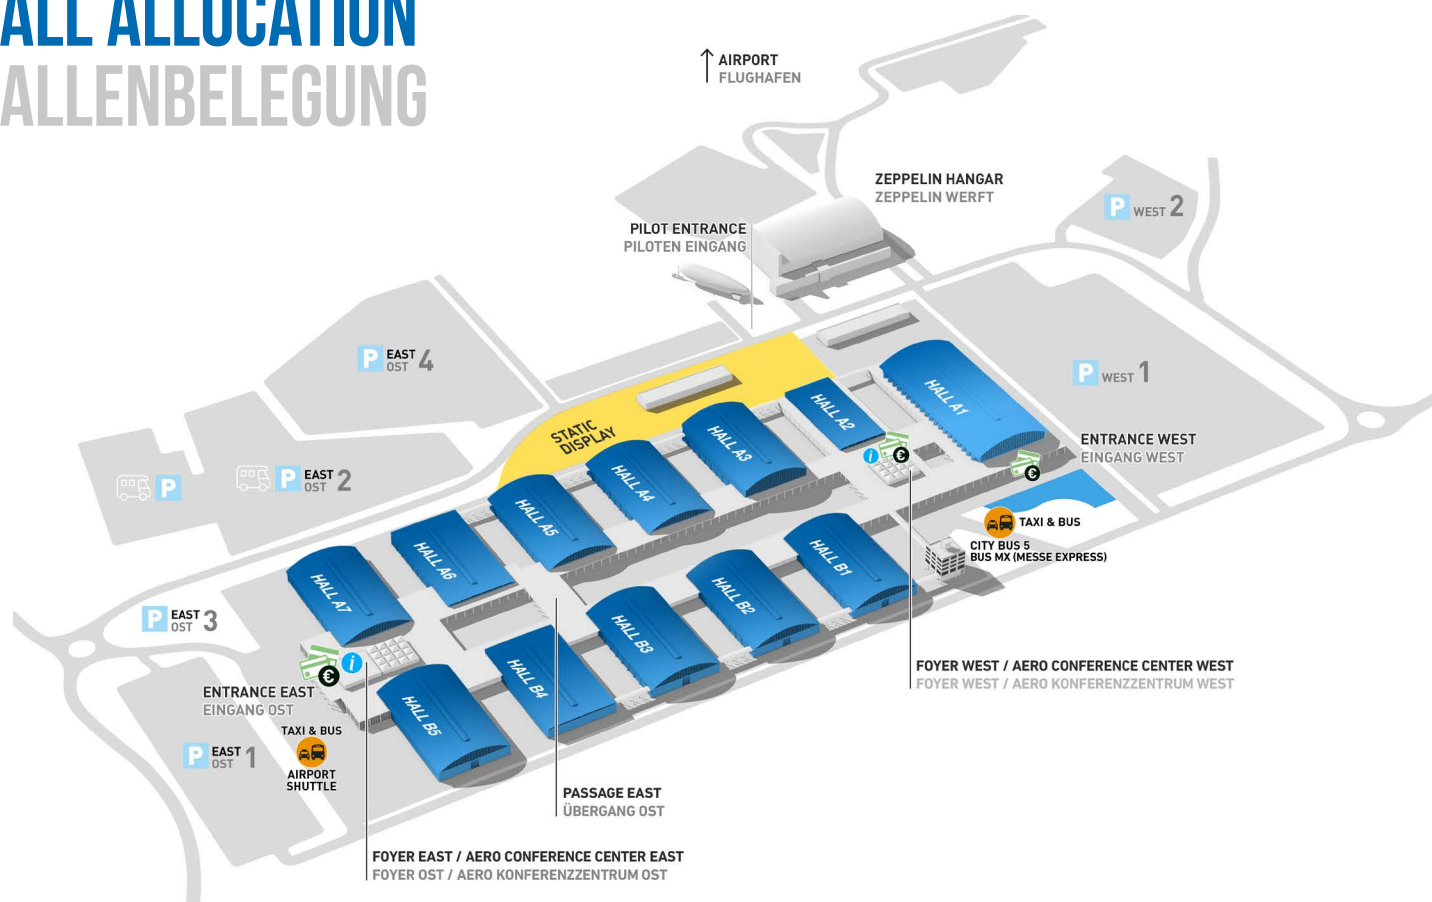 ALL ALLOCATION
ALLENBELEGUNG
AIRPORT
FLUGHAFEN
ZEPPELIN HANGAR
ZEPPELIN WERFT
PILOT ENTRANCE
PILOTEN EINGANG
P WEST 2
P EAST OST 4
P WEST 1
STATIC
DISPLAY
HALL A1
HALL A2
HALL A3
HALL A4
HALL A5
HALL A6
HALL A7
ENTRANCE WEST
EINGANG WEST
i €
€
P
P EAST OST 2
TAXI & BUS
CITY BUS 5
BUS MX (MESSE EXPRESS)
HALL B1
HALL B2
HALL B3
HALL B4
HALL B5
P EAST OST 3
€ i
ENTRANCE EAST
EINGANG OST
TAXI & BUS
AIRPORT
SHUTTLE
P EAST OST 1
FOYER WEST / AERO CONFERENCE CENTER WEST
FOYER WEST / AERO KONFERENZZENTRUM WEST
PASSAGE EAST
ÜBERGANG OST
FOYER EAST / AERO CONFERENCE CENTER EAST
FOYER OST / AERO KONFERENZZENTRUM OST